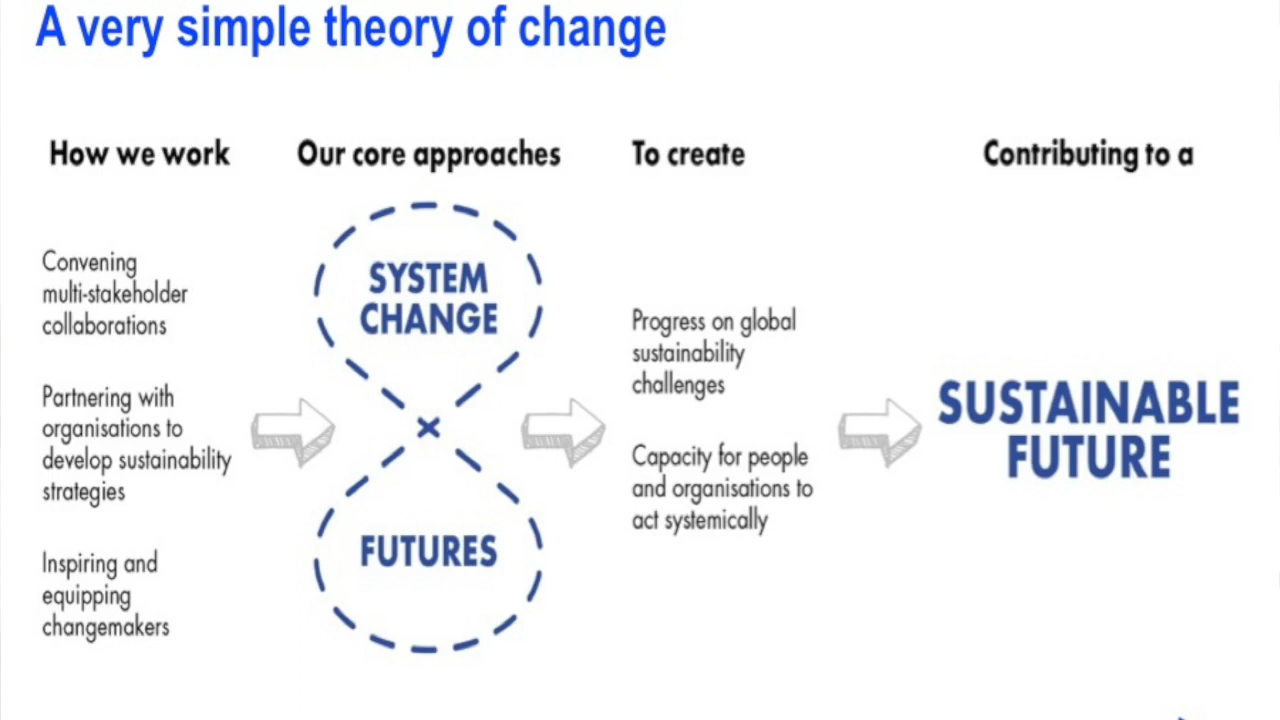 A very simple theory of change
How we work
Our core approaches
To create
Contributing to a
Convening
multi-stakeholder
collaborations
Partnering with
organisations to
develop sustainability
strategies
Inspiring and
equipping
changemakers
SYSTEM
CHANGE
FUTURES
Progress on global
sustainability
challenges
Capacity for people
and organisations to
act systemically
SUSTAINABLE
FUTURE